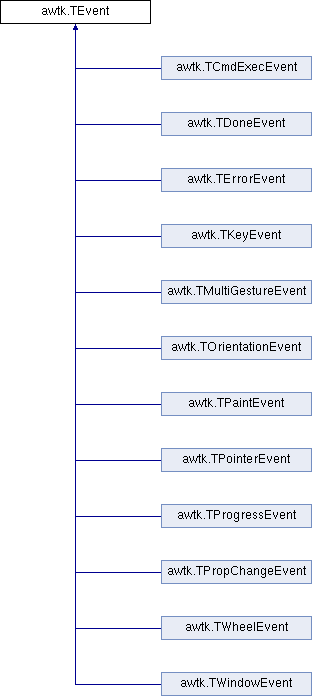 awtk.TEvent
awtk.TCmdExecEvent
awtk.TDoneEvent
awtk.TErrorEvent
awtk.TKeyEvent
awtk.TMultiGestureEvent
awtk.TOrientationEvent
awtk.TPaintEvent
awtk.TPointerEvent
awtk.TProgressEvent
awtk.TPropChangeEvent
awtk.TWheelEvent
awtk.TWindowEvent